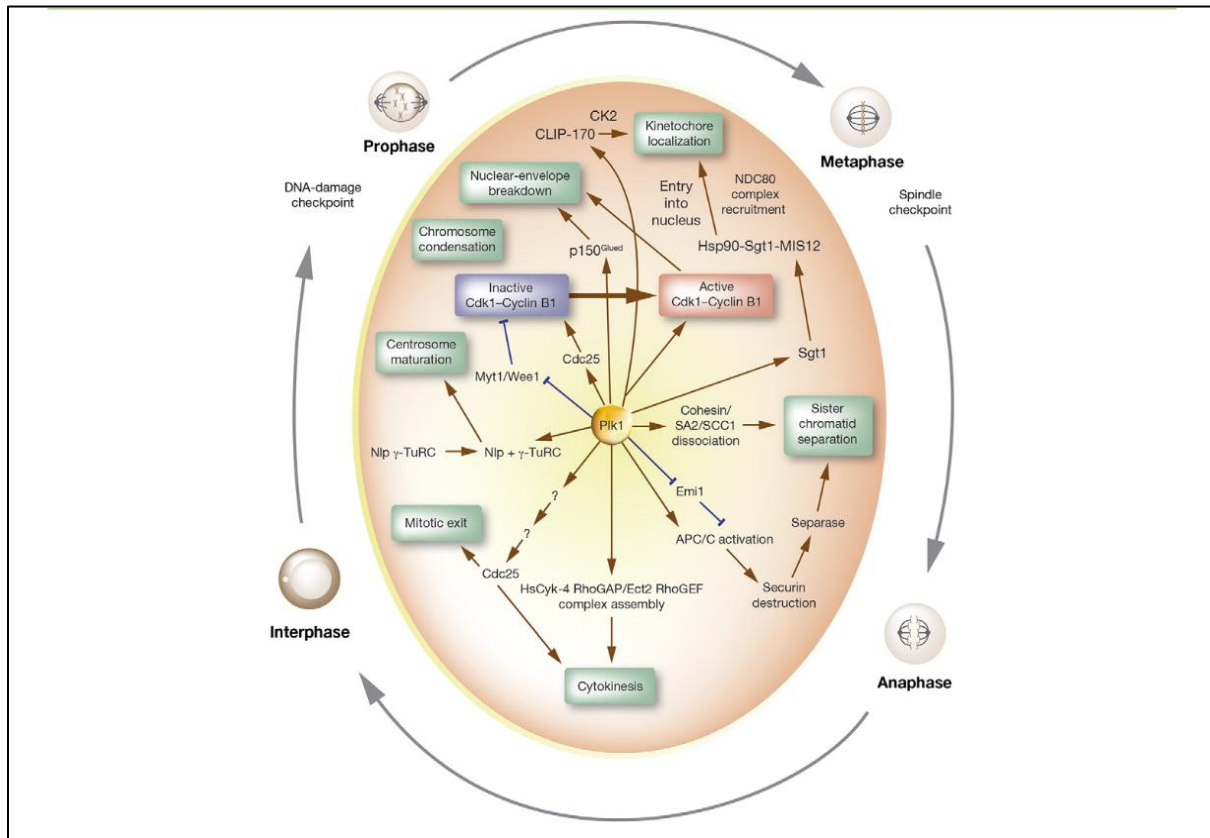 Prophase
DNA-damage
checkpoint
Metaphase
Spindle
checkpoint
CK2
CLIP-170
Kinetochore
localization
Nuclear-envelope
breakdown
Entry
into
nucleus
NDC80
complex
recruitment
Chromosome
condensation
p150Glued
Hsp90-Sgt1-MIS12
Inactive
Cdk1–Cyclin B1
Active
Cdk1–Cyclin B1
Centrosome
maturation
Myt1/Wee1
Cdc25
Sgt1
Plk1
Cohesin/
SA2/SCC1
dissociation
Sister
chromatid
separation
Nlp γ-TuRC
Nlp + γ-TuRC
?
?
Emi1
Mitotic exit
APC/C activation
Separase
Cdc25
HsCyk-4 RhoGAP/Ect2 RhoGEF
complex assembly
Securin
destruction
Interphase
Anaphase
Cytokinesis